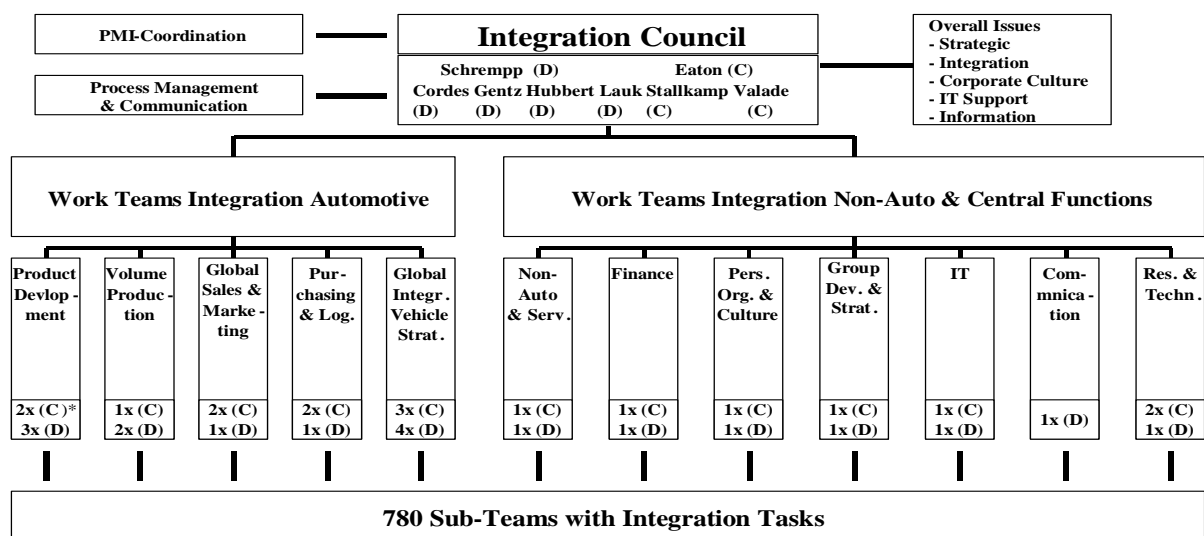 PMI-Coordination
Integration Council
Overall Issues
- Strategic
- Integration
- Corporate Culture
- IT Support
- Information
Process Management
& Communication
Schrempp (D) Eaton (C)
Cordes Gentz Hubbert Lauk Stallkamp Valade
(D) (D) (D) (D) (C) (C)
Work Teams Integration Automotive
Work Teams Integration Non-Auto & Central Functions
Product
Devlop-
ment
2x (C)*
3x (D)
Volume
Produc-
tion
1x (C)
2x (D)
Global
Sales &
Marke-
ting
2x (C)
1x (D)
Pur-
chasing
& Log.
2x (C)
1x (D)
Global
Integr.
Vehicle
Strat.
3x (C)
4x (D)
Non-
Auto
& Serv.
1x (C)
1x (D)
Finance
1x (C)
1x (D)
Pers.
Org. &
Culture
1x (C)
1x (D)
Group
Dev. &
Strat.
1x (C)
1x (D)
IT
1x (C)
1x (D)
Com-
mnica-
tion
1x (D)
Res. &
Techn.
2x (C)
1x (D)
780 Sub-Teams with Integration Tasks